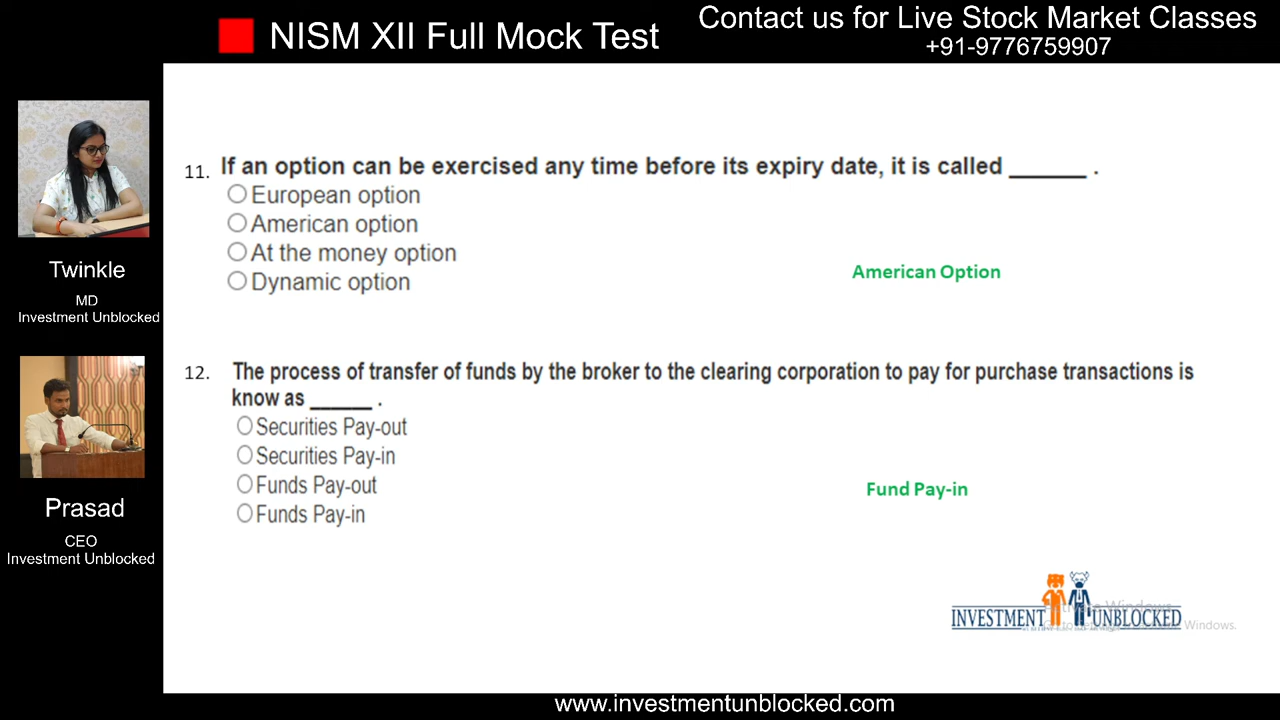 NISM XII Full Mock Test
Contact us for Live Stock Market Classes
+91-9776759907
Twinkle
MD
Investment Unblocked
Prasad
CEO
Investment Unblocked
11. If an option can be exercised any time before its expiry date, it is called ______ .
European option
American option
At the money option
Dynamic option
American Option
12. The process of transfer of funds by the broker to the clearing corporation to pay for purchase transactions is
know as ______ .
Securities Pay-out
Securities Pay-in
Funds Pay-out
Funds Pay-in
Fund Pay-in
INVESTMENT UNBLOCKED
Windows.
www.investmentunblocked.com